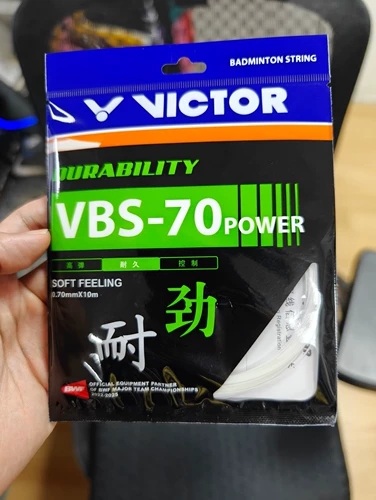 BADMINTON STRING
VICTOR
DURABILITY
VBS-70POWER
高弹 耐久 控制
SOFT FEELING
0.70mmX10m
劲
耐
BWF OFFICIAL EQUIPMENT PARTNER
OF BWF MAJOR TEAM CHAMPIONSHIPS